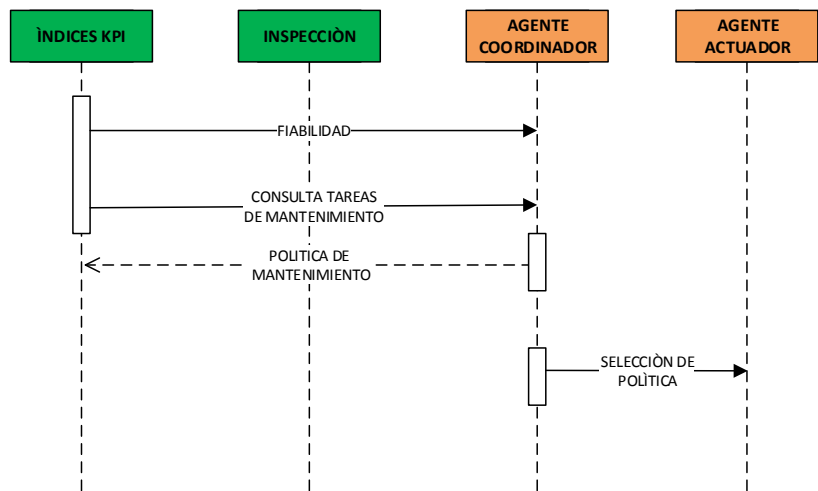 ÌNDICES KPI
INSPECCIÒN
AGENTE
COORDINADOR
AGENTE
ACTUADOR
FIABILIDAD
CONSULTA TAREAS
DE MANTENIMIENTO
POLITICA DE
MANTENIMIENTO
SELECCIÒN DE
POLÌTICA